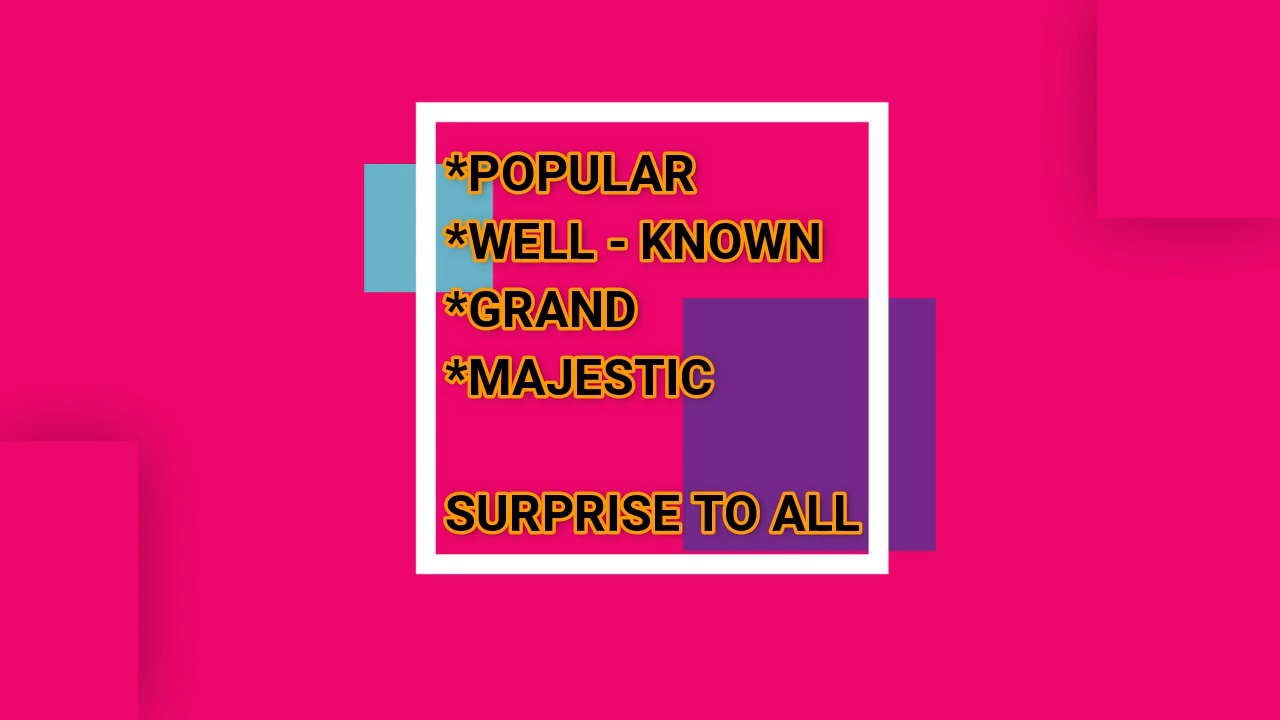 *POPULAR
*WELL - KNOWN
*GRAND
*MAJESTIC
SURPRISE TO ALL